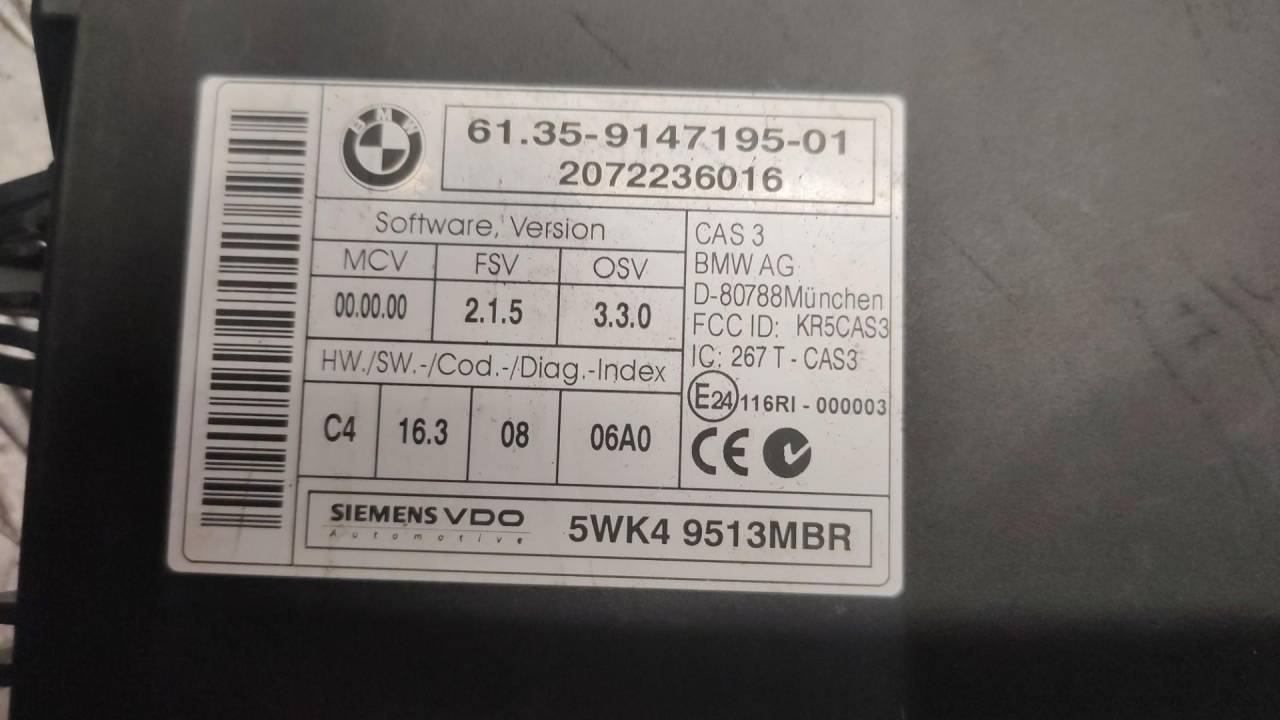 BMW
61.35-9147195-01
2072236016
Software, Version
MCV FSV OSV
00.00.00 2.1.5 3.3.0
HW./SW.-/Cod.-/Diag.-Index
C4 16.3 08 06A0
CAS 3
BMW AG
D-80788München
FCC ID: KR5CAS3
IC: 267 T - CAS3
E24 116RI - 000003
CE
SIEMENS VDO
Automotive
5WK4 9513MBR